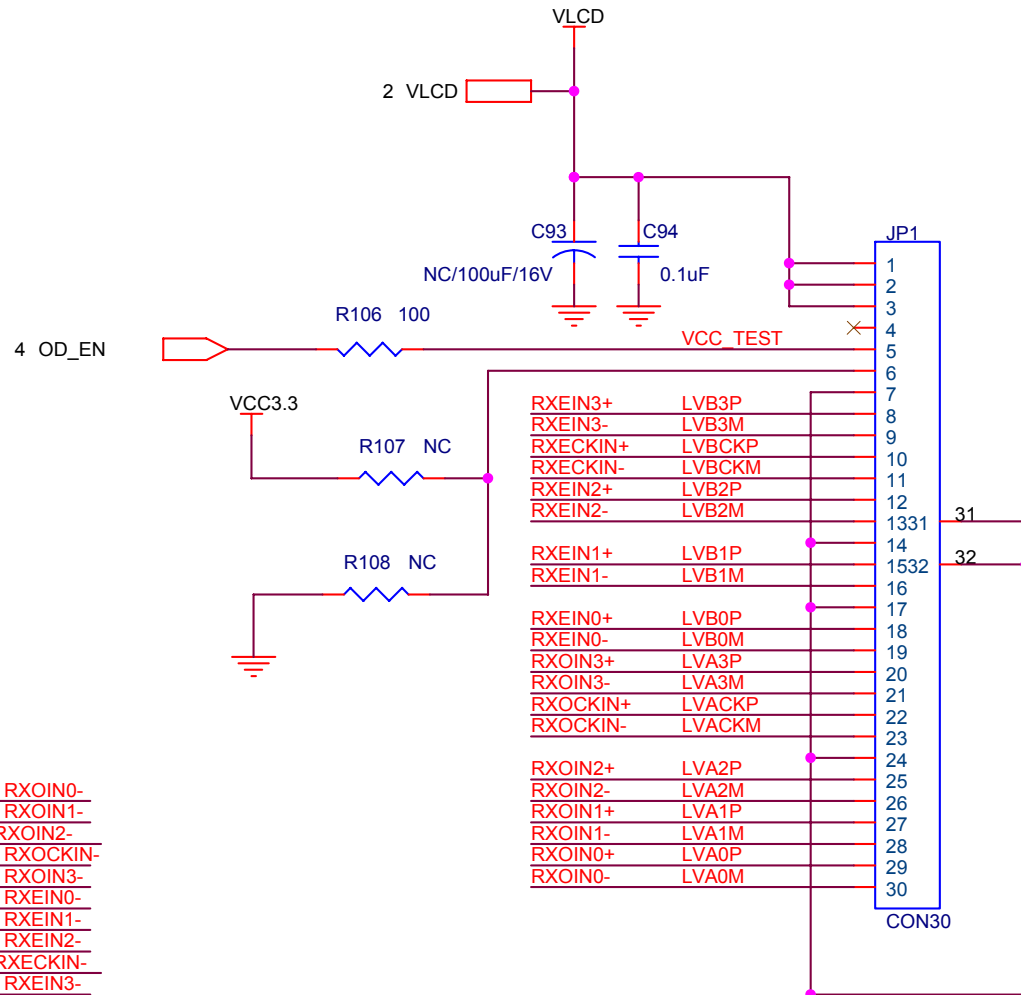 VLCD
2 VLCD
C93 C94
NC/100uF/16V 0.1uF
JP1
R106 100
4 OD_EN
VCC_TEST
VCC3.3
R107 NC
R108 NC
1
2
3
4
5
6
7
RXEIN3+ LVB3P 8
RXEIN3- LVB3M 9
RXECKIN+ LVBCKP 10
RXECKIN- LVBCKM 11
RXEIN2+ LVB2P 12
RXEIN2- LVB2M 1331 31
14
RXEIN1+ LVB1P 1532 32
RXEIN1- LVB1M 16
17
RXEIN0+ LVB0P 18
RXEIN0- LVB0M 19
RXOIN3+ LVA3P 20
RXOIN3- LVA3M 21
RXOCKIN+ LVACKP 22
RXOCKIN- LVACKM 23
24
RXOIN2+ LVA2P 25
RXOIN2- LVA2M 26
RXOIN1+ LVA1P 27
RXOIN1- LVA1M 28
RXOIN0+ LVA0P 29
RXOIN0- LVA0M 30
CON30
RXOIN0-
RXOIN1-
RXOIN2-
RXOCKIN-
RXOIN3-
RXEIN0-
RXEIN1-
RXEIN2-
RXECKIN-
RXEIN3-